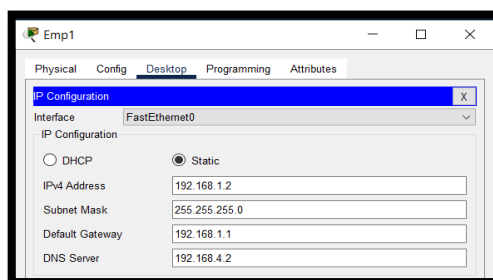 Emp1
Physical Config Desktop Programming Attributes
IP Configuration X
Interface FastEthernet0
IP Configuration
DHCP Static
IPv4 Address 192.168.1.2
Subnet Mask 255.255.255.0
Default Gateway 192.168.1.1
DNS Server 192.168.4.2